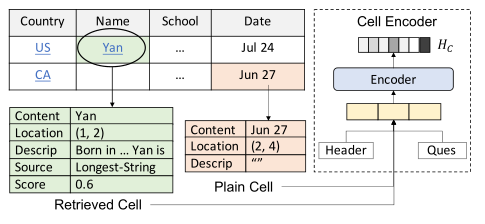 Country Name School Date
US Yan ... Jul 24
CA ... Jun 27
Content Yan
Location (1, 2)
Descrip Born in ... Yan is
Source Longest-String
Score 0.6
Retrieved Cell
Content Jun 27
Location (2, 4)
Descrip “”
Plain Cell
Cell Encoder
H_C
Encoder
Header Ques